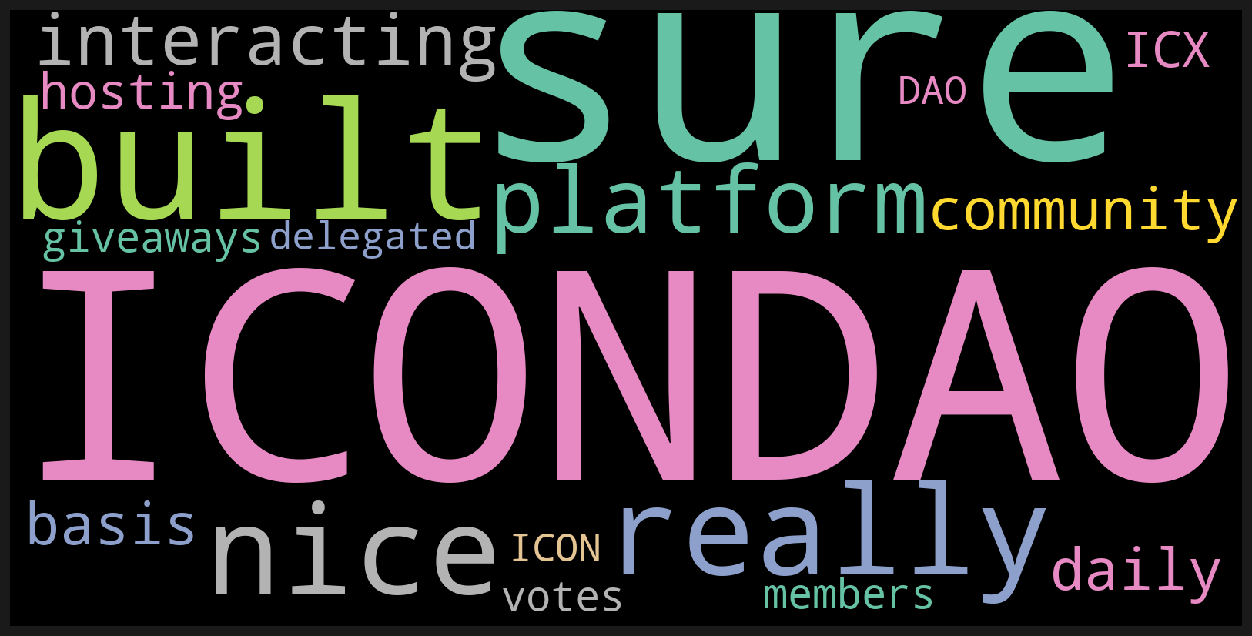 interacting
sure
ICX
hosting
DAO
built
platform
community
giveaways
delegated
ICONDAO
basis
nice
ICON
really
daily
votes
members